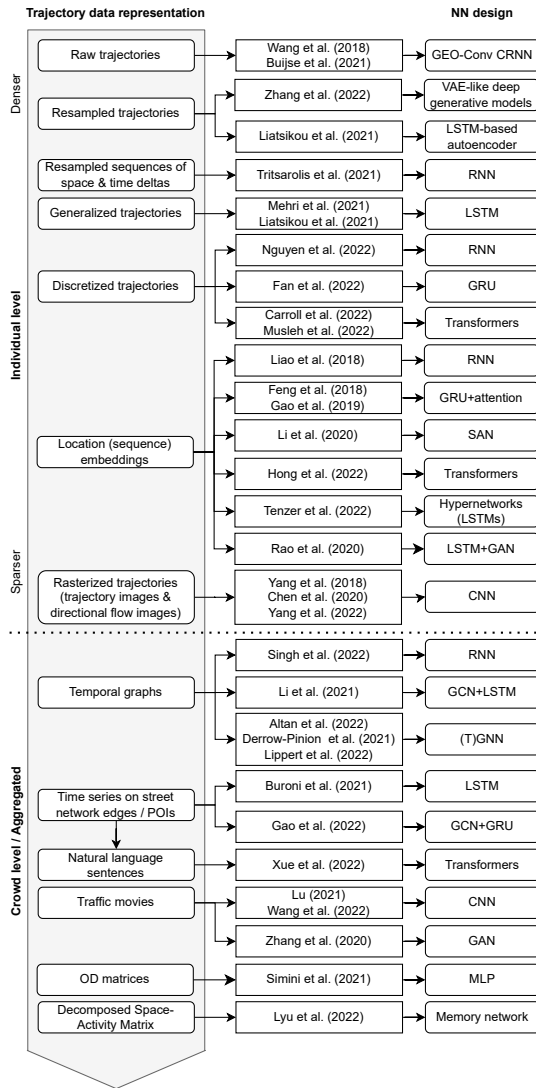 Trajectory data representation
NN design
Denser
Individual level
Sparser
Crowd level / Aggregated
Raw trajectories
Wang et al. (2018)
Buijse et al. (2021)
GEO-Conv CRNN
Resampled trajectories
Zhang et al. (2022)
VAE-like deep
generative models
Liatsikou et al. (2021)
LSTM-based
autoencoder
Resampled sequences of
space & time deltas
Tritsarolis et al. (2021)
RNN
Generalized trajectories
Mehri et al. (2021)
Liatsikou et al. (2021)
LSTM
Discretized trajectories
Nguyen et al. (2022)
RNN
Fan et al. (2022)
GRU
Carroll et al. (2022)
Musleh et al. (2022)
Transformers
Location (sequence)
embeddings
Liao et al. (2018)
RNN
Feng et al. (2018)
Gao et al. (2019)
GRU+attention
Li et al. (2020)
SAN
Hong et al. (2022)
Transformers
Tenzer et al. (2022)
Hypernetworks
(LSTMs)
Rao et al. (2020)
LSTM+GAN
Rasterized trajectories
(trajectory images &
directional flow images)
Yang et al. (2018)
Chen et al. (2020)
Yang et al. (2022)
CNN
Temporal graphs
Singh et al. (2022)
RNN
Li et al. (2021)
GCN+LSTM
Altan et al. (2022)
Derrow-Pinion et al. (2021)
Lippert et al. (2022)
(T)GNN
Time series on street
network edges / POIs
Buroni et al. (2021)
LSTM
Gao et al. (2022)
GCN+GRU
Natural language
sentences
Xue et al. (2022)
Transformers
Traffic movies
Lu (2021)
Wang et al. (2022)
CNN
Zhang et al. (2020)
GAN
OD matrices
Simini et al. (2021)
MLP
Decomposed Space-
Activity Matrix
Lyu et al. (2022)
Memory network